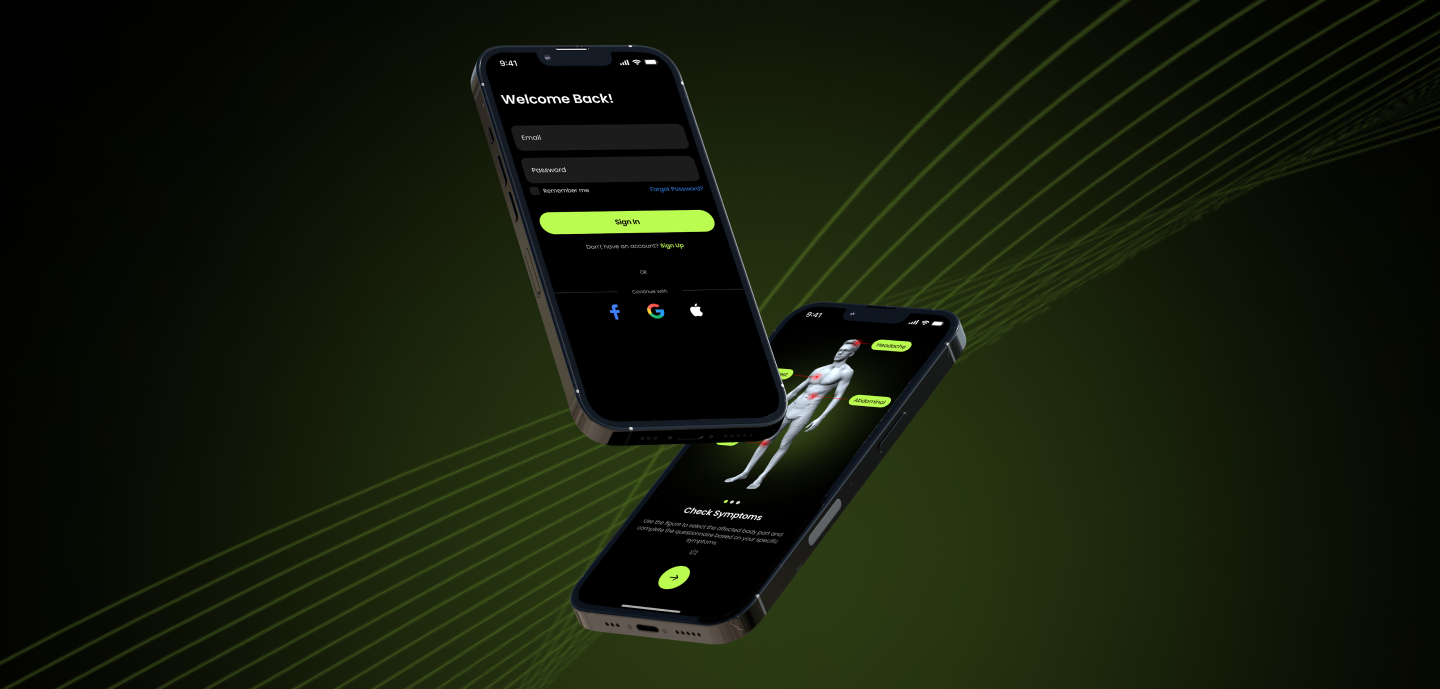 9:41
Welcome Back!
Email
Password
Remember me
Forgot Password?
Sign In
Don't have an account? Sign Up
OR
Continue with
9:41
Headache
Abdominal
Check Symptoms
Use the figure to select the affected body part and
complete the questionnaire based on your specific
symptoms
1/2